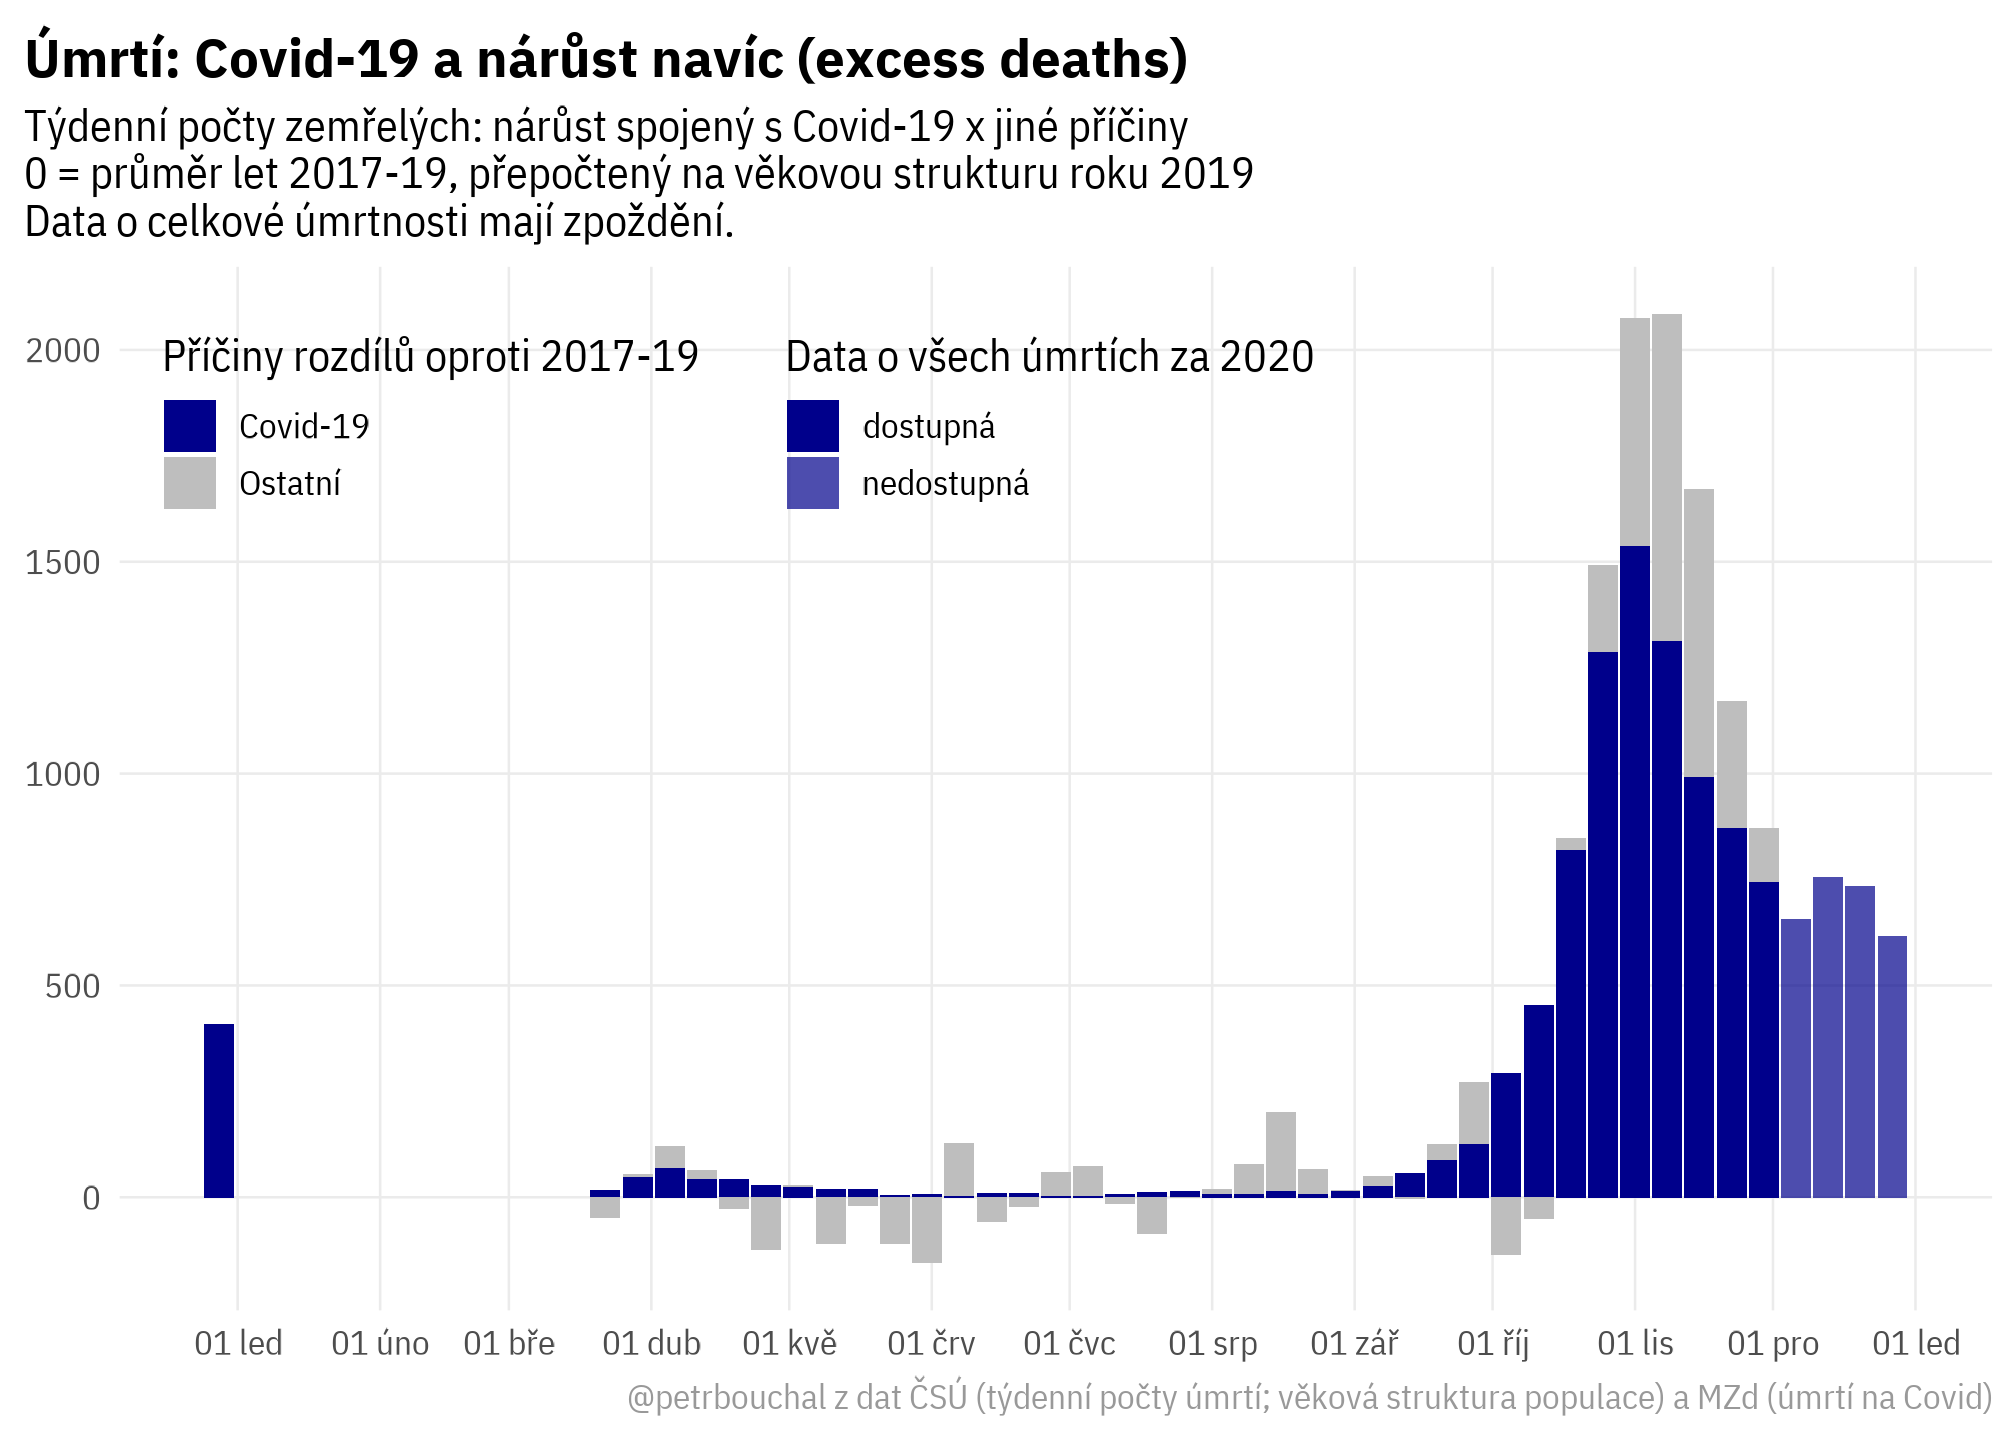 Úmrtí: Covid-19 a nárůst navíc (excess deaths)
Týdenní počty zemřelých: nárůst spojený s Covid-19 x jiné příčiny
0 = průměr let 2017-19, přepočtený na věkovou strukturu roku 2019
Data o celkové úmrtnosti mají zpoždění.
Příčiny rozdílů oproti 2017-19
Covid-19
Ostatní
Data o všech úmrtích za 2020
dostupná
nedostupná
2000
1500
1000
500
0
01 led 01 úno 01 bře 01 dub 01 kvě 01 črv 01 čvc 01 srp 01 zář 01 říj 01 lis 01 pro 01 led
@petrbouchal z dat ČSÚ (týdenní počty úmrtí; věková struktura populace) a MZd (úmrtí na Covid)